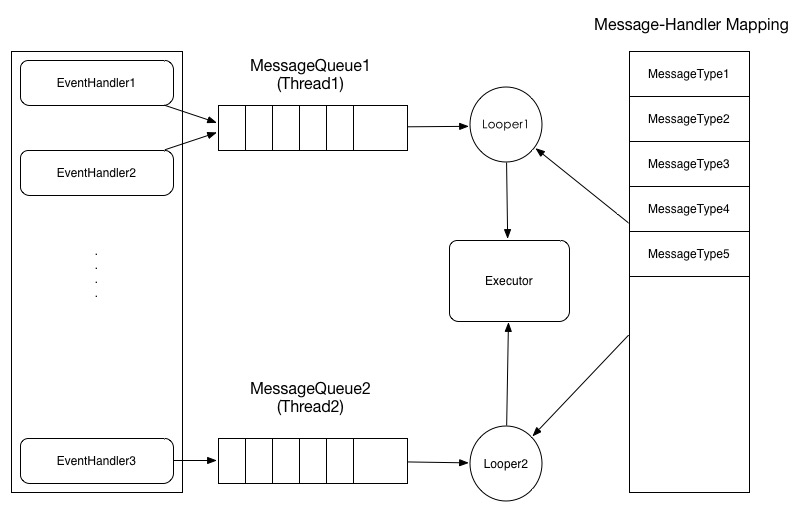 Message-Handler Mapping
EventHandler1
EventHandler2
.
.
.
.
EventHandler3
MessageQueue1
(Thread1)
MessageQueue2
(Thread2)
Looper1
Executor
Looper2
MessageType1
MessageType2
MessageType3
MessageType4
MessageType5